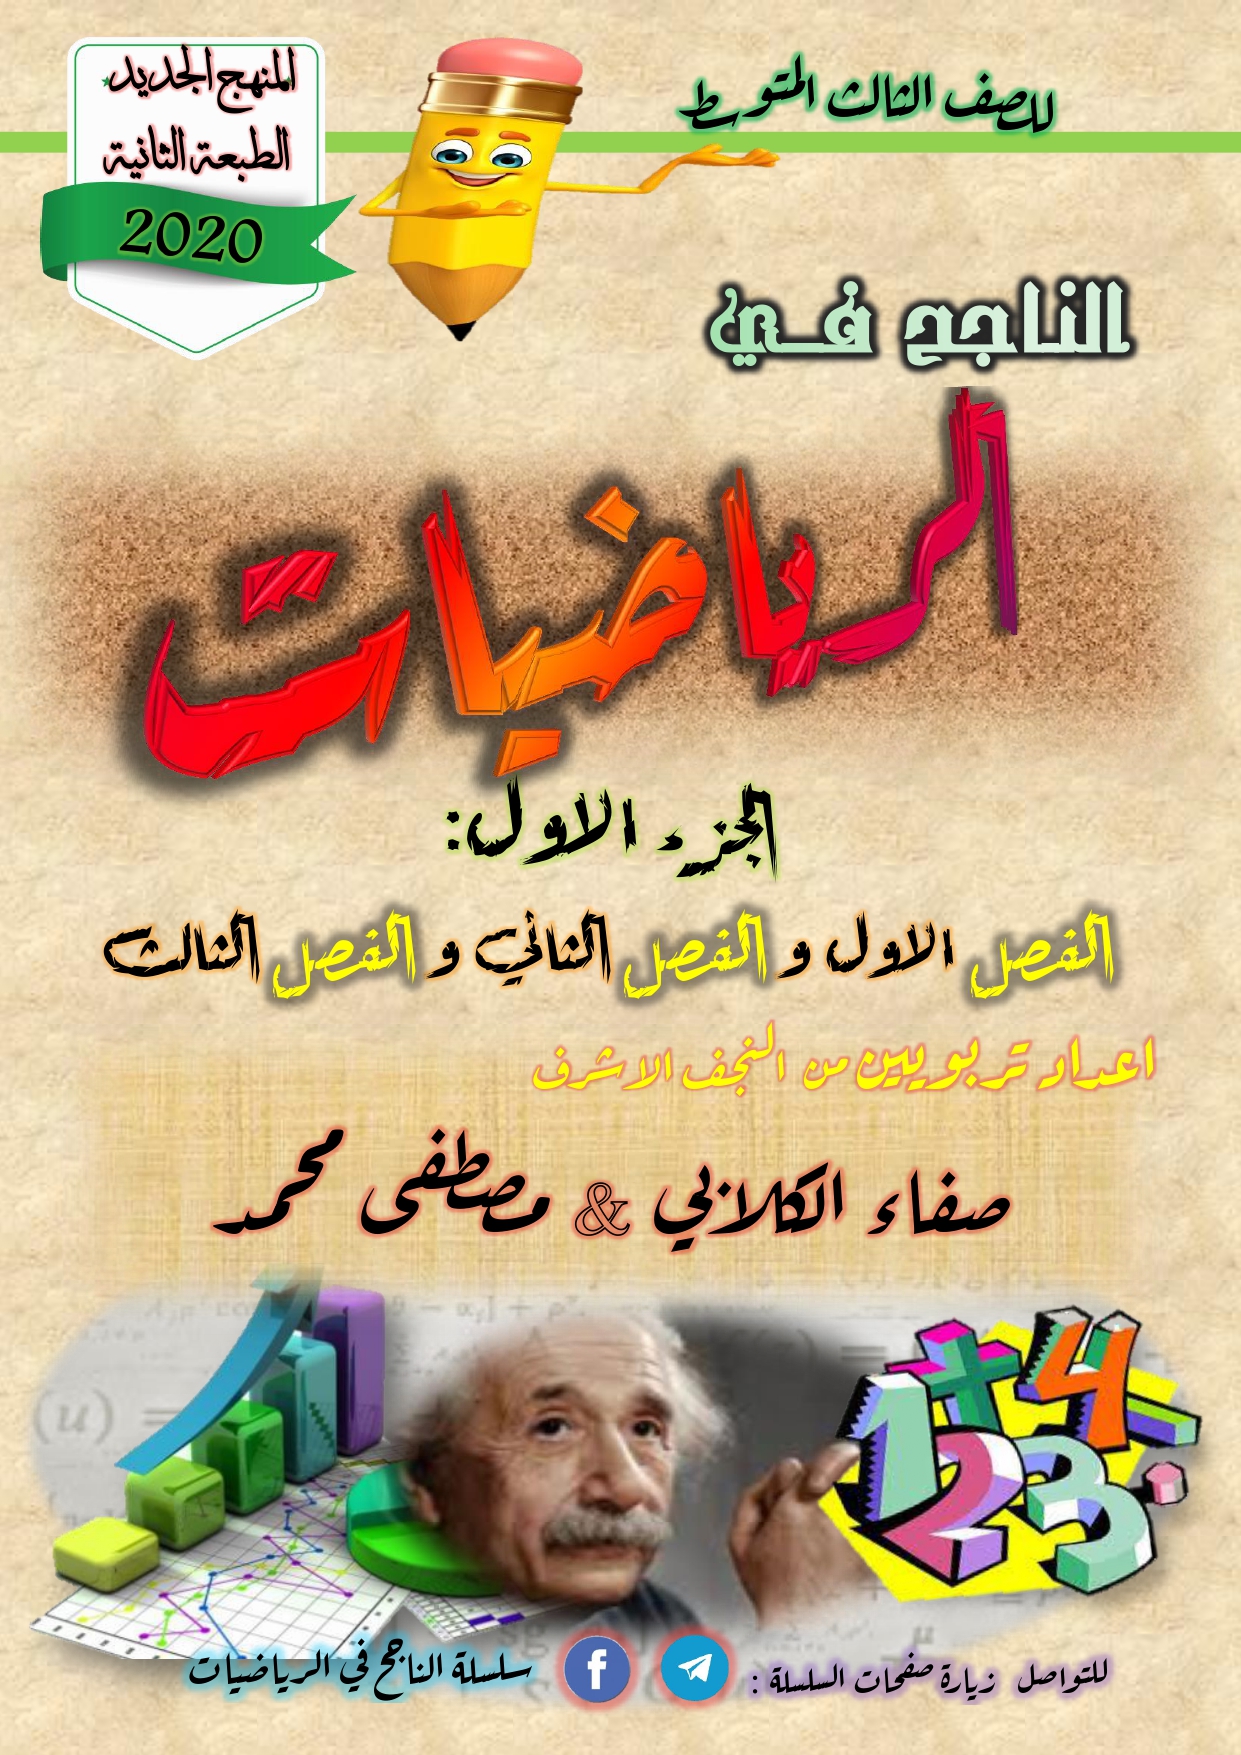 للصف الثالث المتوسط
المنهج الجديد
الطبعة الثانية
2020
الناجح في
الرياضيات
الجزء الاول:
الفصل الاول و الفصل الثاني و الفصل الثالث
اعداد تربويين من النجف الاشرف
صفاء الكلابي & مصطفى محمد
1 + 4
2 3
للتواصل زيارة صفحات السلسلة :
سلسلة الناجح في الرياضيات